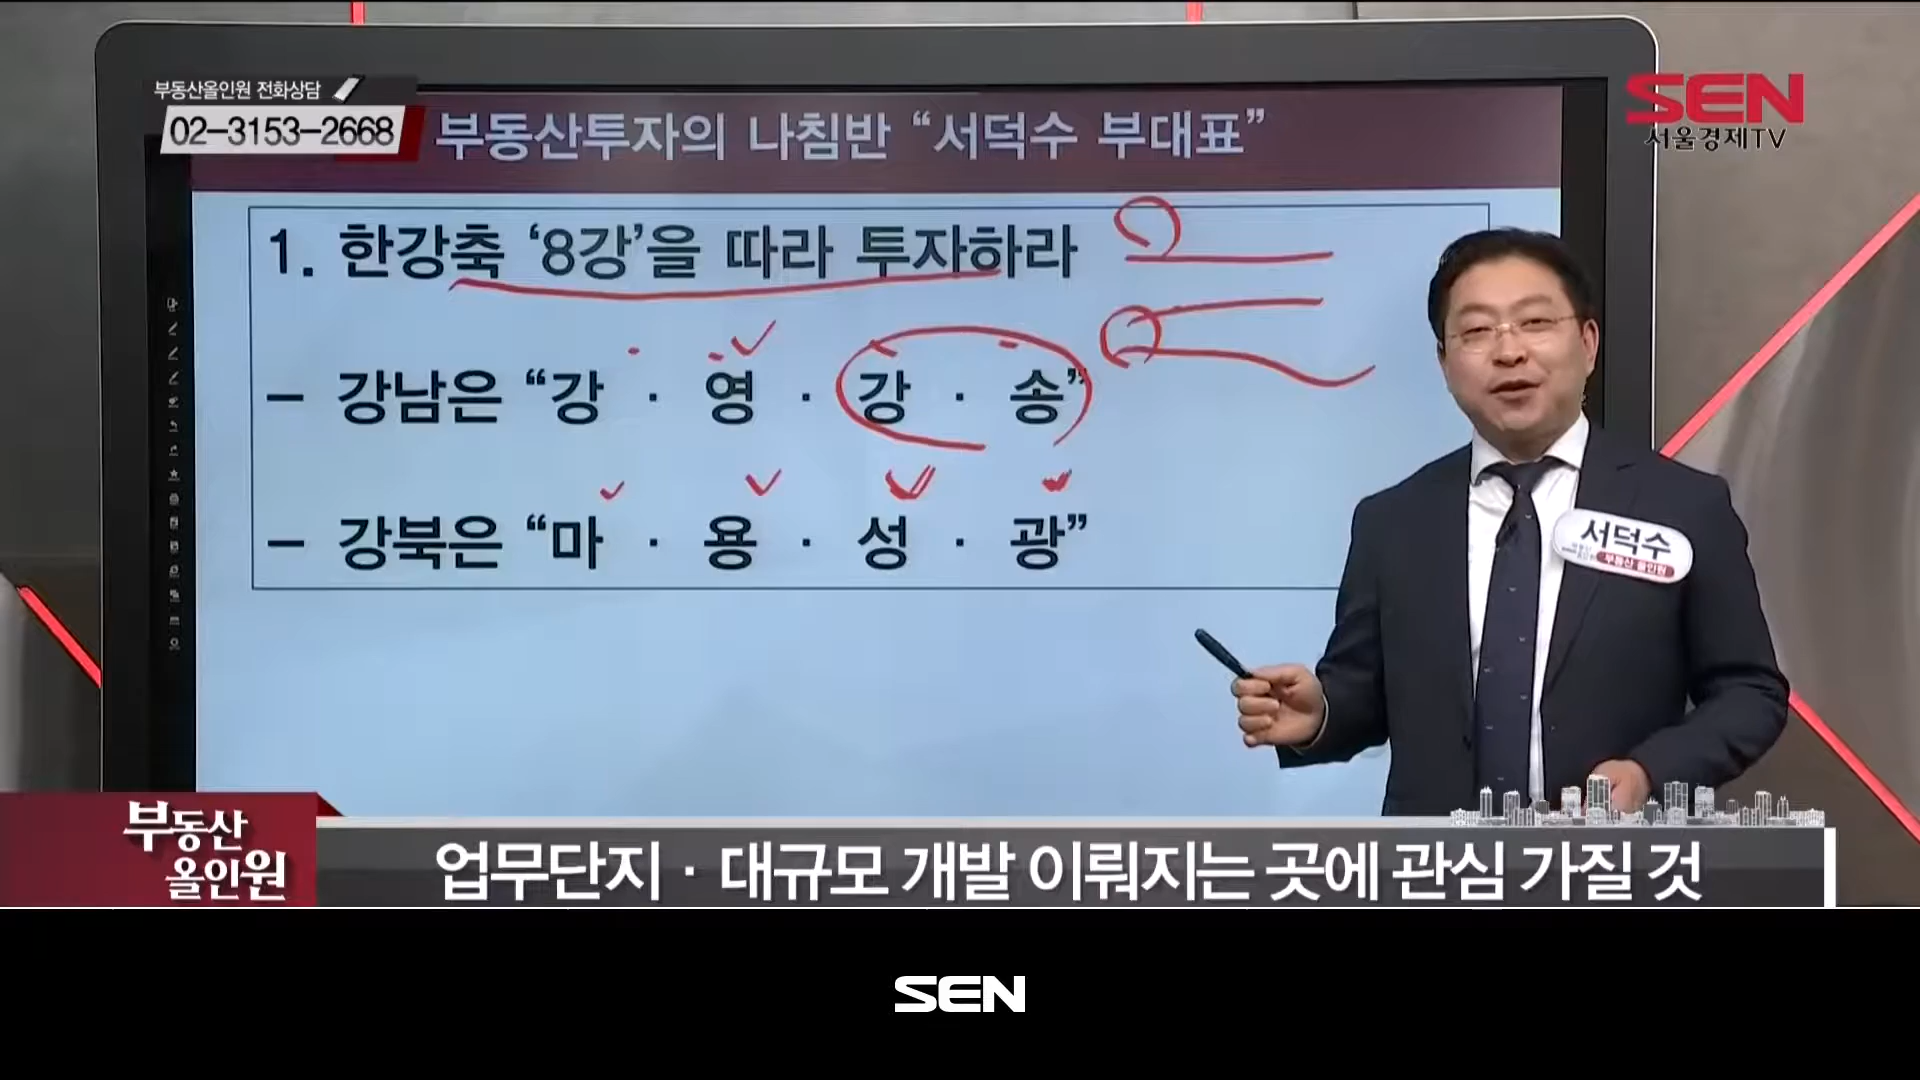 부동산올인원 전화상담
02-3153-2668
SEN
서울경제TV
부동산투자의 나침반 “서덕수 부대표”
1. 한강축 ‘8강’을 따라 투자하라
– 강남은 “강 · 영 · 강 · 송”
– 강북은 “마 · 용 · 성 · 광”
서덕수
부동산 올인원
부동산
올인원
업무단지 · 대규모 개발 이뤄지는 곳에 관심 가질 것
SEN